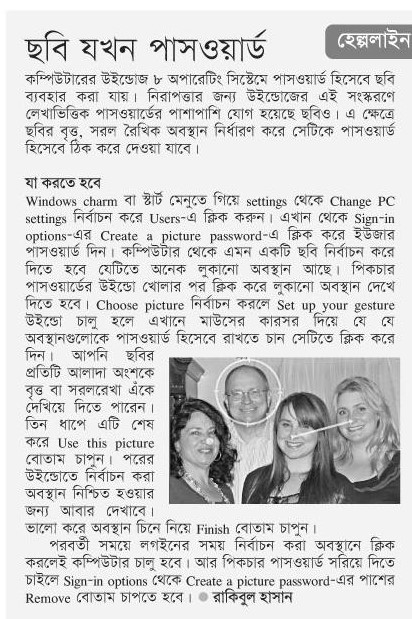 ছবি যখন পাসওয়ার্ড
হেল্পলাইন
কম্পিউটারের উইন্ডোজ ৮ অপারেটিং সিস্টেমে পাসওয়ার্ড হিসেবে ছবি
ব্যবহার করা যায়। নিরাপত্তার জন্য উইন্ডোজের এই সংস্করণে
লেখাভিত্তিক পাসওয়ার্ডের পাশাপাশি যোগ হয়েছে ছবিও। এ ক্ষেত্রে
ছবির বৃত্ত, সরল রৈখিক অবস্থান নির্ধারণ করে সেটিকে পাসওয়ার্ড
হিসেবে ঠিক করে দেওয়া যাবে।
যা করতে হবে
Windows charm বা স্টার্ট মেনুতে গিয়ে settings থেকে Change PC
settings নির্বাচন করে Users-এ ক্লিক করুন। এখান থেকে Sign-in
options-এর Create a picture password-এ ক্লিক করে ইউজার
পাসওয়ার্ড দিন। কম্পিউটার থেকে এমন একটি ছবি নির্বাচন করে
দিতে হবে যেটিতে অনেক লুকানো অবস্থান আছে। পিকচার
পাসওয়ার্ডের উইন্ডো খোলার পর ক্লিক করে লুকানো অবস্থান দেখে
দিতে হবে। Choose picture নির্বাচন করলে Set up your gesture
উইন্ডো চালু হলে এখানে মাউসের কারসর দিয়ে যে যে
অবস্থানগুলোকে পাসওয়ার্ড হিসেবে রাখতে চান সেটিতে ক্লিক করে
দিন। আপনি ছবির
প্রতিটি আলাদা অংশকে
বৃত্ত বা সরলরেখা এঁকে
দেখিয়ে দিতে পারেন।
তিন ধাপে এটি শেষ
করে Use this picture
বোতাম চাপুন। পরের
উইন্ডোতে নির্বাচন করা
অবস্থান নিশ্চিত হওয়ার
জন্য আবার দেখাবে।
ভালো করে অবস্থান চিনে নিয়ে Finish বোতাম চাপুন।
পরবর্তী সময়ে লগইনের সময় নির্বাচন করা অবস্থানে ক্লিক
করলেই কম্পিউটার চালু হবে। আর পিকচার পাসওয়ার্ড সরিয়ে দিতে
চাইলে Sign-in options থেকে Create a picture password-এর পাশের
Remove বোতাম চাপতে হবে। ● রাকিবুল হাসান